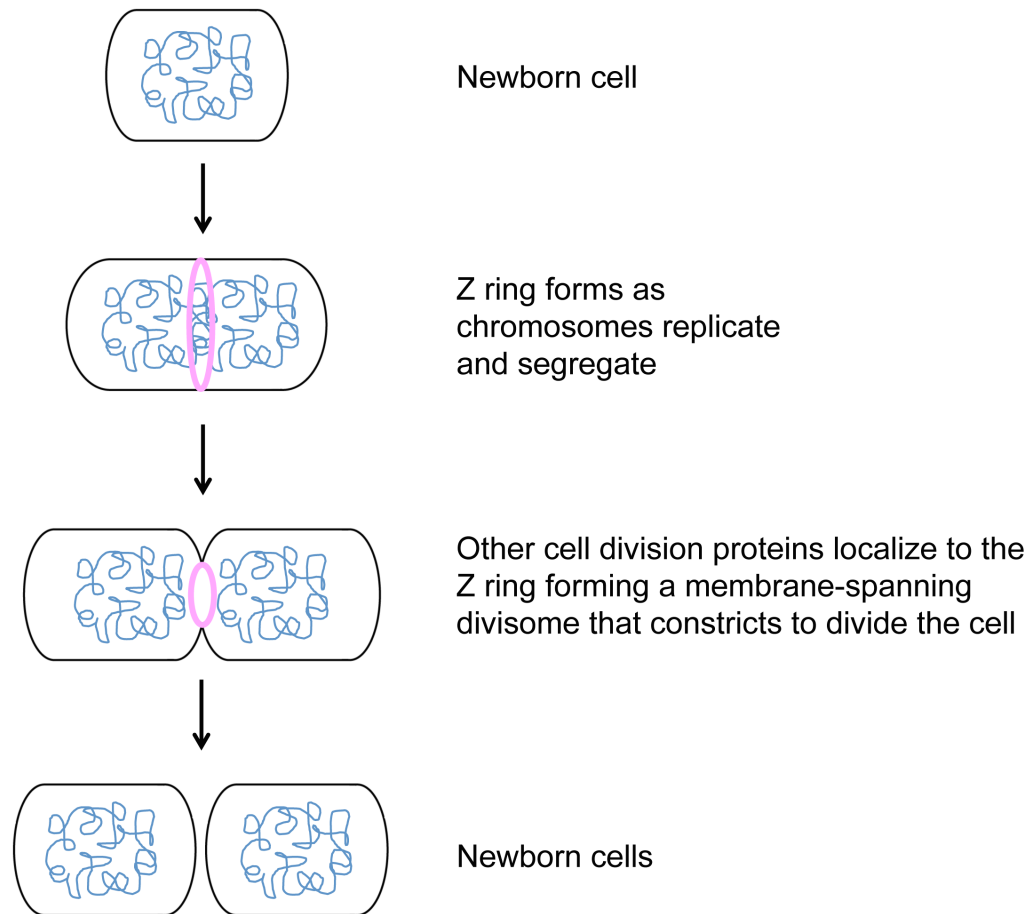 Newborn cell
Z ring forms as
chromosomes replicate
and segregate
Other cell division proteins localize to the
Z ring forming a membrane-spanning
divisome that constricts to divide the cell
Newborn cells